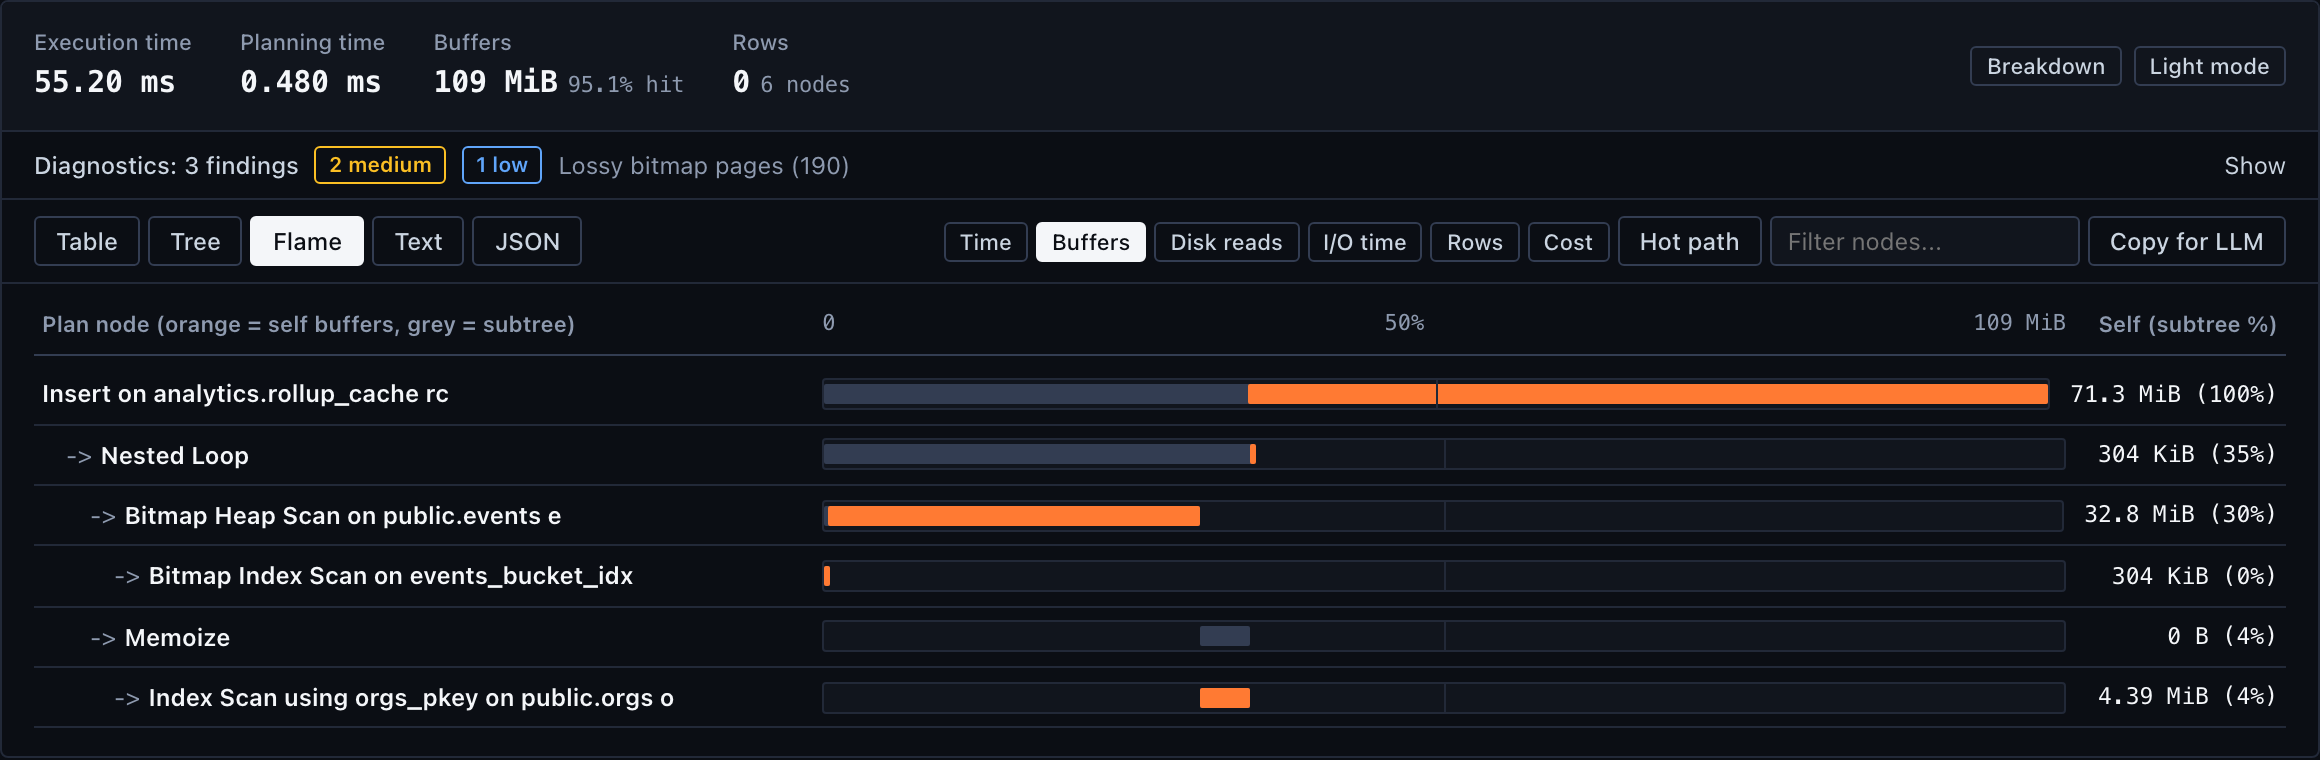 Execution time Planning time Buffers Rows
55.20 ms 0.480 ms 109 MiB 95.1% hit 0 6 nodes
Breakdown Light mode
Diagnostics: 3 findings 2 medium 1 low Lossy bitmap pages (190) Show
Table Tree Flame Text JSON Time Buffers Disk reads I/O time Rows Cost Hot path Filter nodes... Copy for LLM
Plan node (orange = self buffers, grey = subtree) 0 50% 109 MiB Self (subtree %)
Insert on analytics.rollup_cache rc 71.3 MiB (100%)
-> Nested Loop 304 KiB (35%)
-> Bitmap Heap Scan on public.events e 32.8 MiB (30%)
-> Bitmap Index Scan on events_bucket_idx 304 KiB (0%)
-> Memoize 0 B (4%)
-> Index Scan using orgs_pkey on public.orgs o 4.39 MiB (4%)